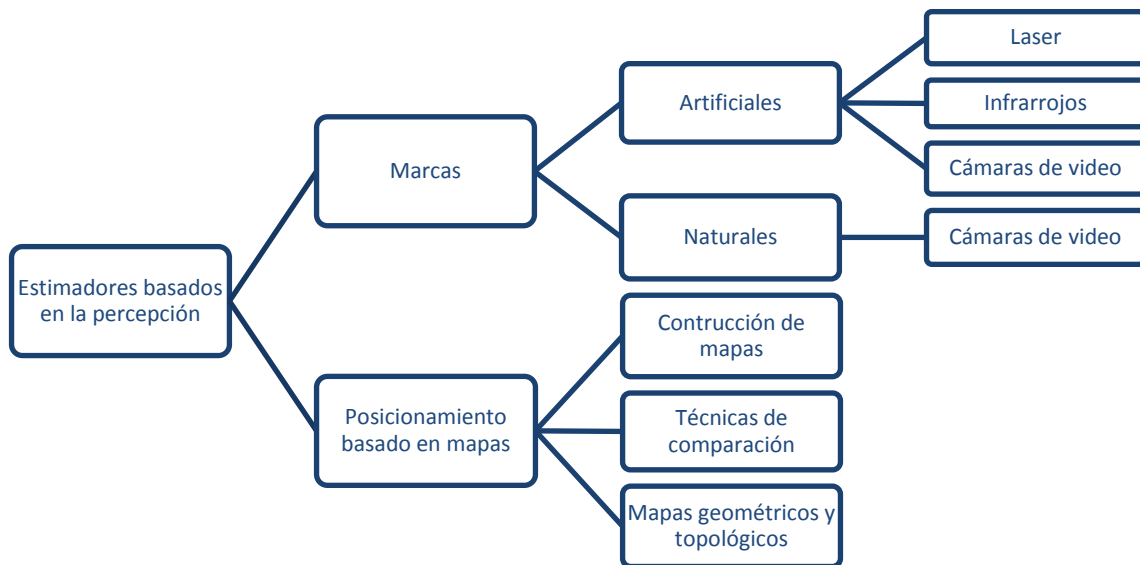 Estimadores basados
en la percepción
Marcas
Artificiales
Laser
Infrarrojos
Cámaras de video
Naturales
Cámaras de video
Posicionamiento
basado en mapas
Contrucción de
mapas
Técnicas de
comparación
Mapas geométricos y
topológicos